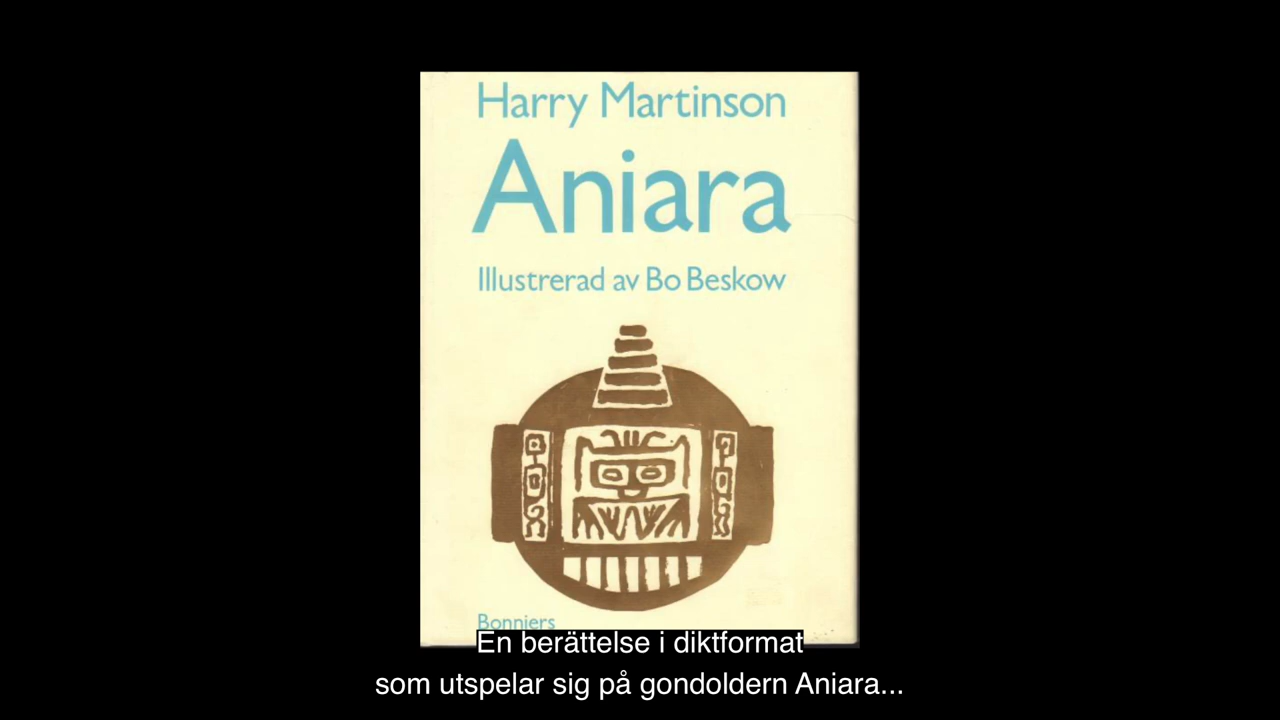 Harry Martinson
Aniara
Illustrerad av Bo Beskow
Bonniers
En berättelse i diktformat
som utspelar sig på gondoldern Aniara...